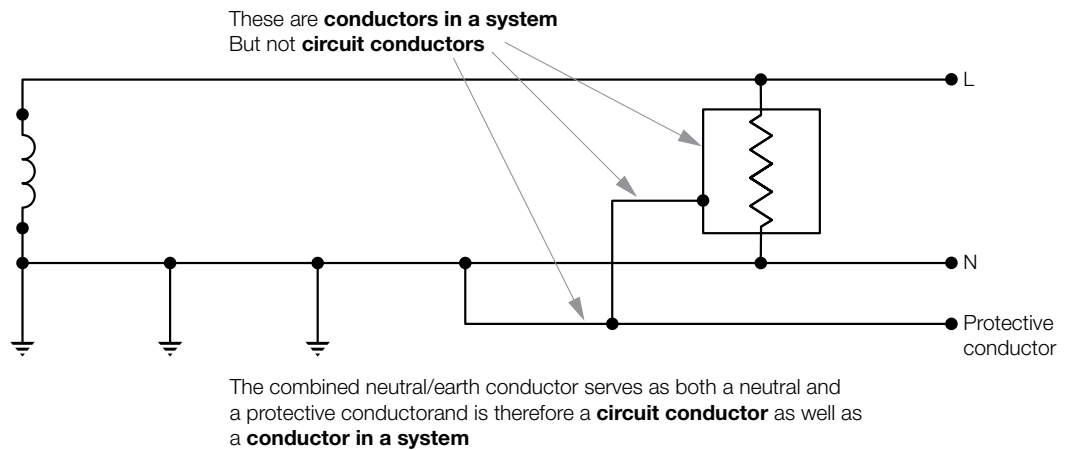 These are conductors in a system
But not circuit conductors
L
N
Protective
conductor
The combined neutral/earth conductor serves as both a neutral and
a protective conductorand is therefore a circuit conductor as well as
a conductor in a system